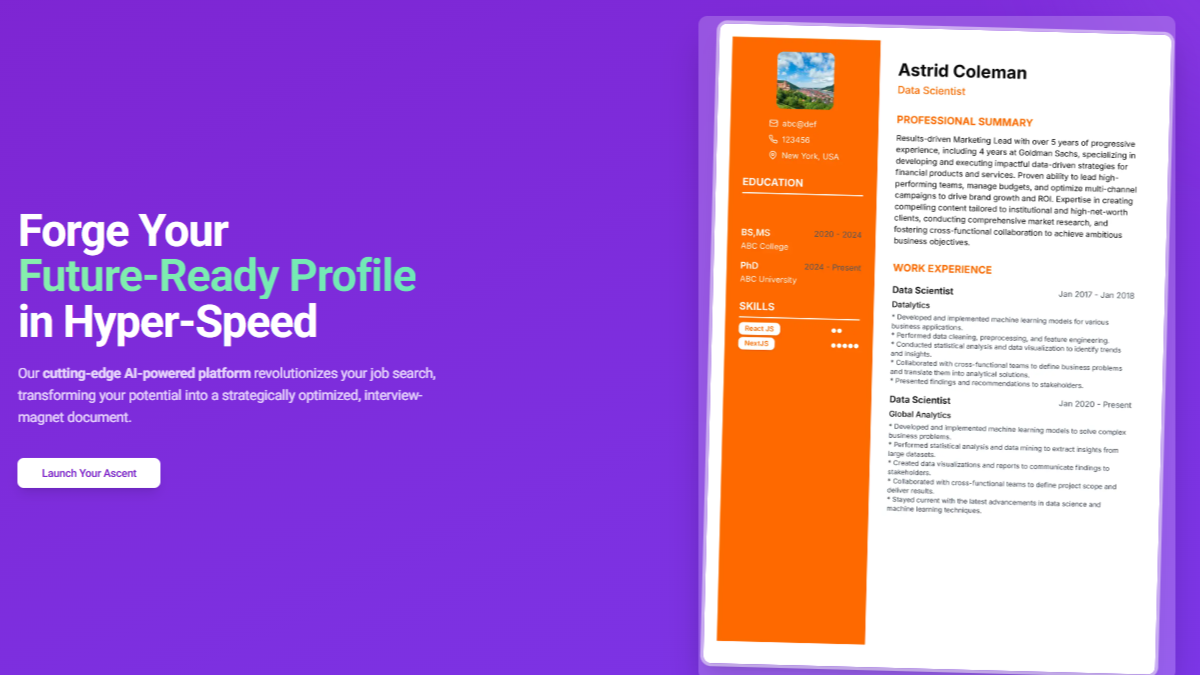 Forge Your
Future-Ready Profile
in Hyper-Speed
Our cutting-edge AI-powered platform revolutionizes your job search,
transforming your potential into a strategically optimized, interview-
magnet document.
Launch Your Ascent
abc@def
123456
New York, USA
EDUCATION
BS,MS 2020 - 2024
ABC College
PhD 2024 - Present
ABC University
SKILLS
React JS
NextJS
Astrid Coleman
Data Scientist
PROFESSIONAL SUMMARY
Results-driven Marketing Lead with over 5 years of progressive
experience, including 4 years at Goldman Sachs, specializing in
developing and executing impactful data-driven strategies for
financial products and services. Proven ability to lead high-
performing teams, manage budgets, and optimize multi-channel
campaigns to drive brand growth and ROI. Expertise in creating
compelling content tailored to institutional and high-net-worth
clients, conducting comprehensive market research, and
fostering cross-functional collaboration to achieve ambitious
business objectives.
WORK EXPERIENCE
Data Scientist Jan 2017 - Jan 2018
Datalytics
* Developed and implemented machine learning models for various
business applications.
* Performed data cleaning, preprocessing, and feature engineering.
* Conducted statistical analysis and data visualization to identify trends
and insights.
* Collaborated with cross-functional teams to define business problems
and translate them into analytical solutions.
* Presented findings and recommendations to stakeholders.
Data Scientist Jan 2020 - Present
Global Analytics
* Developed and implemented machine learning models to solve complex
business problems.
* Performed statistical analysis and data mining to extract insights from
large datasets.
* Created data visualizations and reports to communicate findings to
stakeholders.
* Collaborated with cross-functional teams to define project scope and
deliver results.
* Stayed current with the latest advancements in data science and
machine learning techniques.